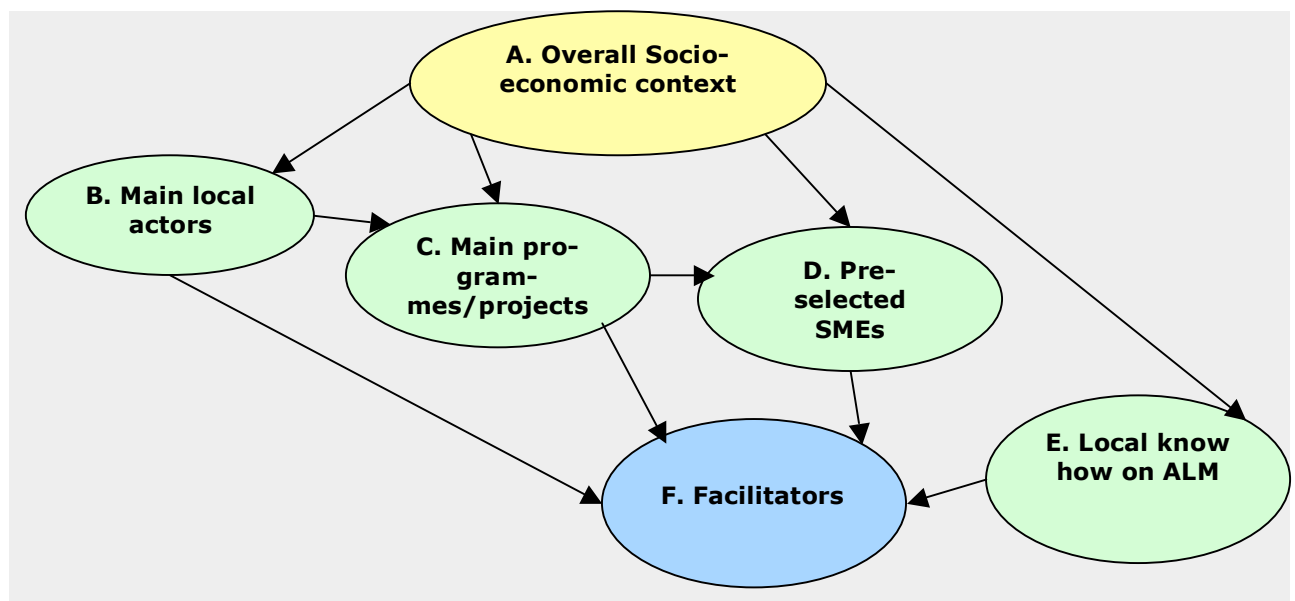 A. Overall Socio-
economic context
B. Main local
actors
C. Main pro-
gram-
mes/projects
D. Pre-
selected
SMEs
E. Local know
how on ALM
F. Facilitators